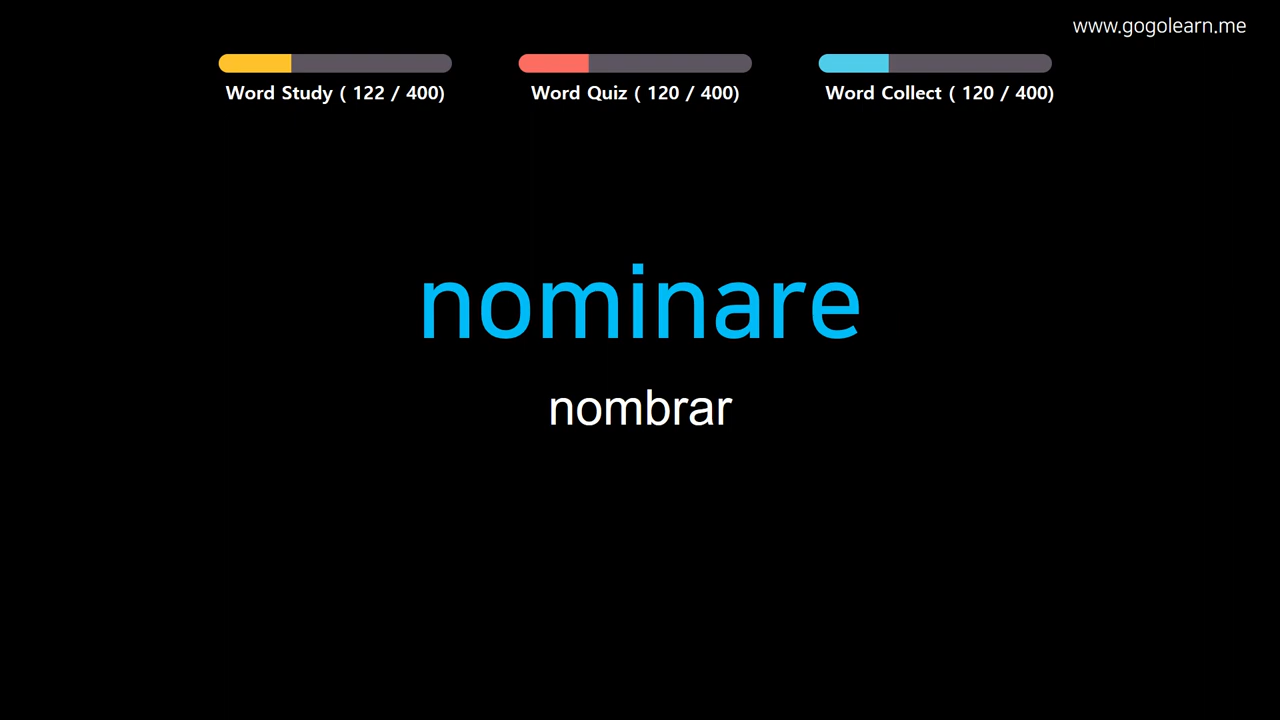 www.gogolearn.me
Word Study ( 122 / 400)
Word Quiz ( 120 / 400)
Word Collect ( 120 / 400)
nominare
nombrar